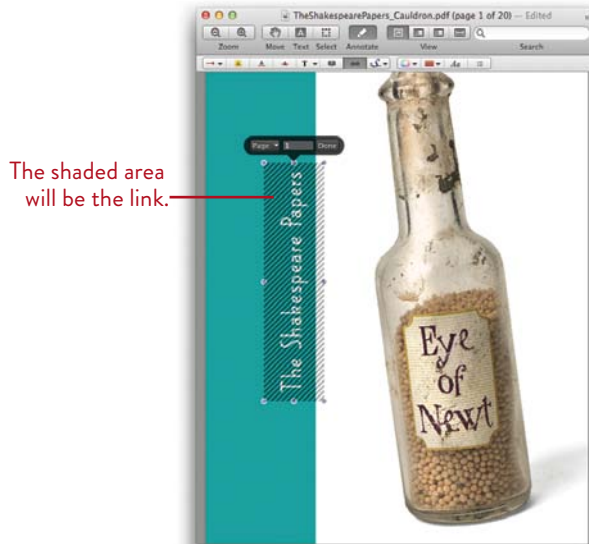 TheShakespearePapers_Cauldron.pdf (page 1 of 20) — Edited
Zoom Move Text Select Annotate View Search
Page 1 Done
The shaded area
will be the link.
The Shakespeare Papers
Eye
of
Newt